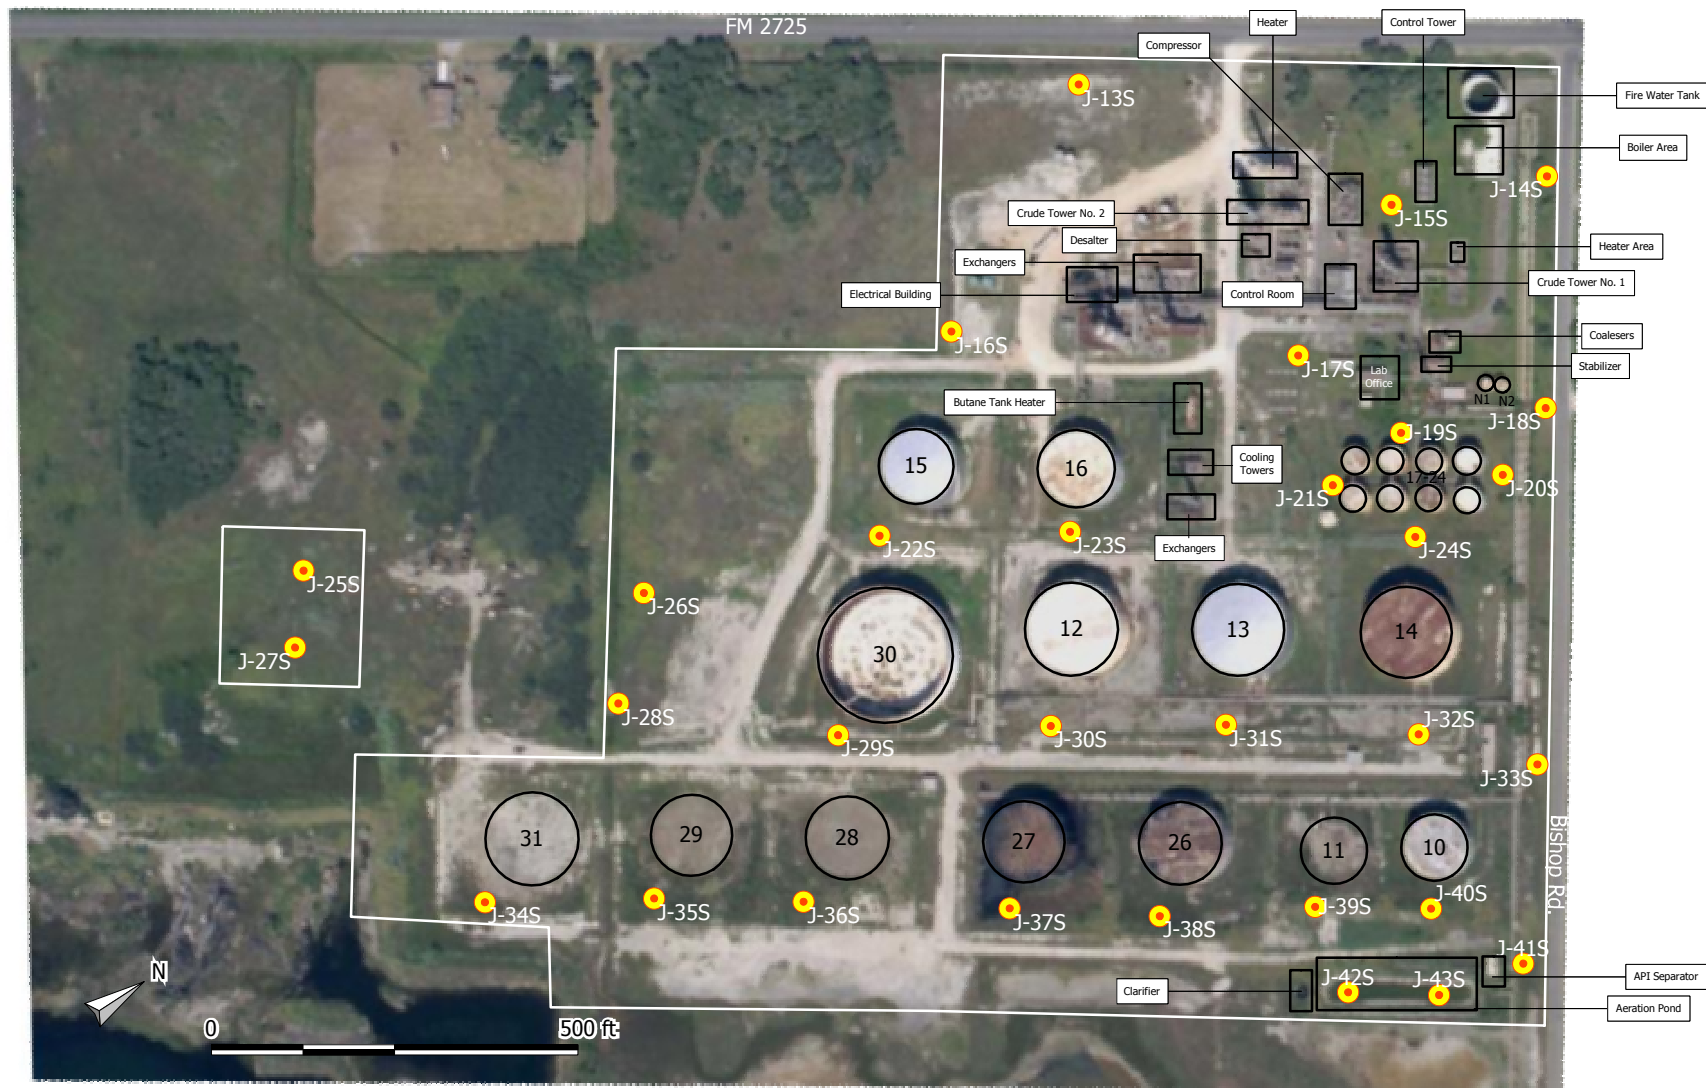 FM 2725
Heater
Control Tower
Compressor
Fire Water Tank
J-13S
Boiler Area
J-14S
Crude Tower No. 2
J-15S
Desalter
Heater Area
Exchangers
Electrical Building
Control Room
Crude Tower No. 1
J-16S
Coalesers
J-17S
Stabilizer
Lab
Office
Butane Tank Heater
N1
N2
J-18S
J-19S
15
16
Cooling
Towers
17-24
J-20S
J-21S
J-22S
J-23S
J-24S
Exchangers
J-25S
J-26S
12
13
14
30
J-27S
J-28S
J-32S
J-29S
J-30S
J-31S
J-33S
31
29
28
27
26
11
10
Bishop Rd.
J-40S
J-34S
J-35S
J-36S
J-37S
J-38S
J-39S
J-41S
N
J-42S
J-43S
API Separator
Clarifier
Aeration Pond
0
500 ft